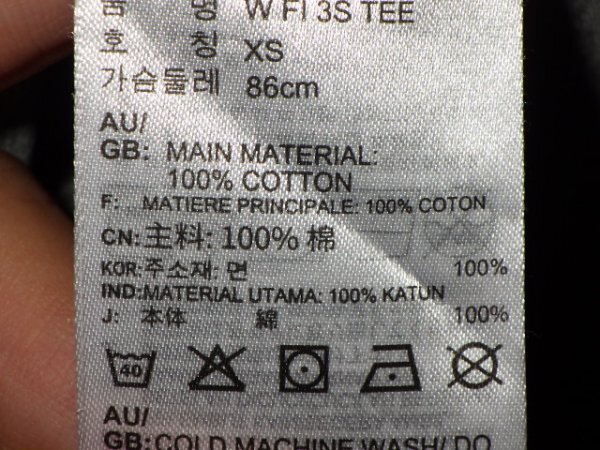 품 명 W FI 3S TEE
호 칭 XS
가슴둘레 86cm
AU/
GB: MAIN MATERIAL:
100% COTTON
F: MATIERE PRINCIPALE: 100% COTON
CN:主料: 100% 棉
KOR:주소재: 면 100%
IND:MATERIAL UTAMA: 100% KATUN
J: 本体 綿 100%
40
AU/
GB:COLD MACHINE WASH/ DO